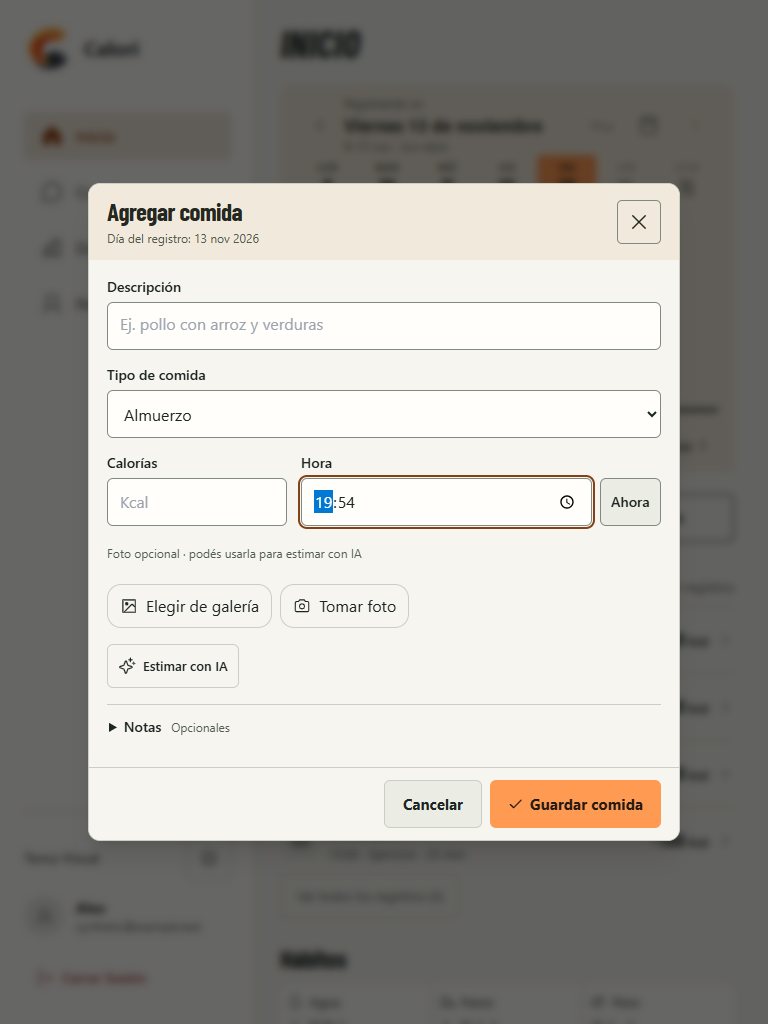 Calori
INICIO
Inicio
Viernes 13 de noviembre
Agregar comida
Día del registro: 13 nov 2026
Descripción
Ej. pollo con arroz y verduras
Tipo de comida
Almuerzo
Calorías
Hora
Kcal
19:54
Ahora
Foto opcional · podés usarla para estimar con IA
Elegir de galería
Tomar foto
Estimar con IA
Notas Opcionales
Cancelar
Guardar comida
Cerrar Sesión
Hábitos